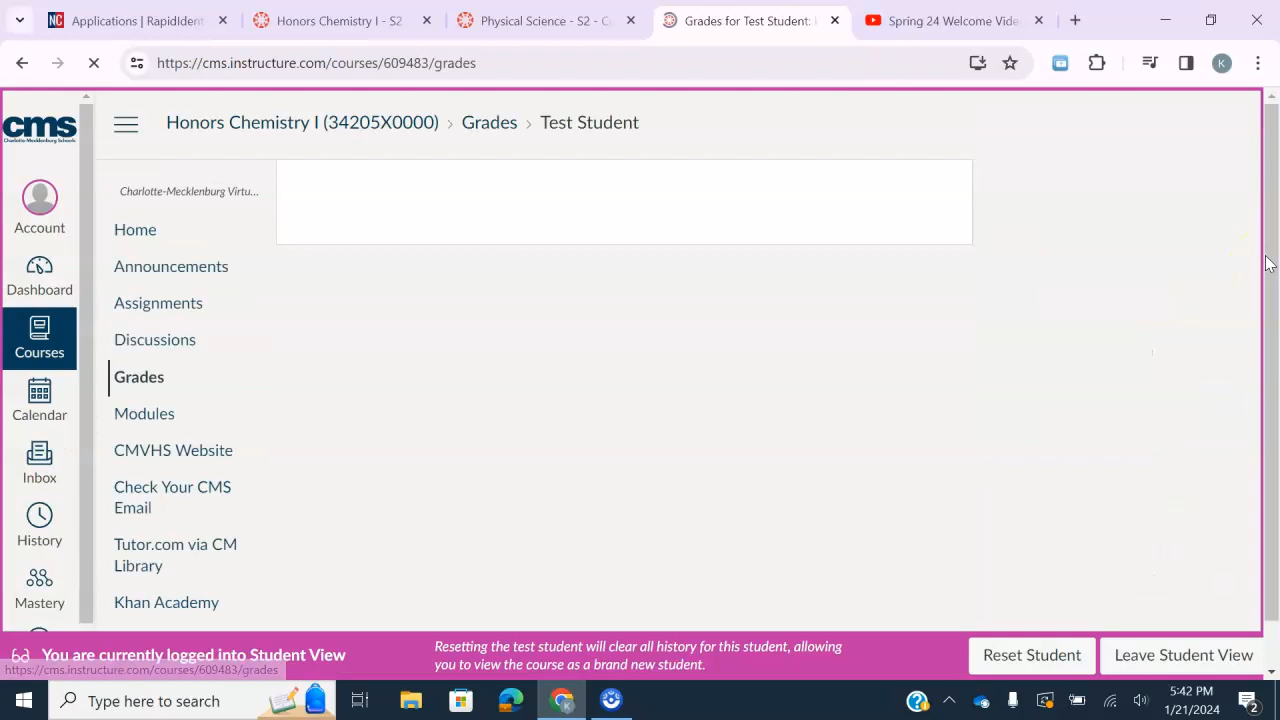 Applications | RapidIdent
Honors Chemistry I - S2
Physical Science - S2 - C
Grades for Test Student:
Spring 24 Welcome Vide
https://cms.instructure.com/courses/609483/grades
K
cms
Charlotte-Mecklenburg Schools
Honors Chemistry I (34205X0000) › Grades › Test Student
Charlotte-Mecklenburg Virtu...
Account
Dashboard
Courses
Calendar
Inbox
History
Mastery
Home
Announcements
Assignments
Discussions
Grades
Modules
CMVHS Website
Check Your CMS
Email
Tutor.com via CM
Library
Khan Academy
You are currently logged into Student View
Resetting the test student will clear all history for this student, allowing
you to view the course as a brand new student.
Reset Student
Leave Student View
https://cms.instructure.com/courses/609483/grades
Type here to search
5:42 PM
1/21/2024
2